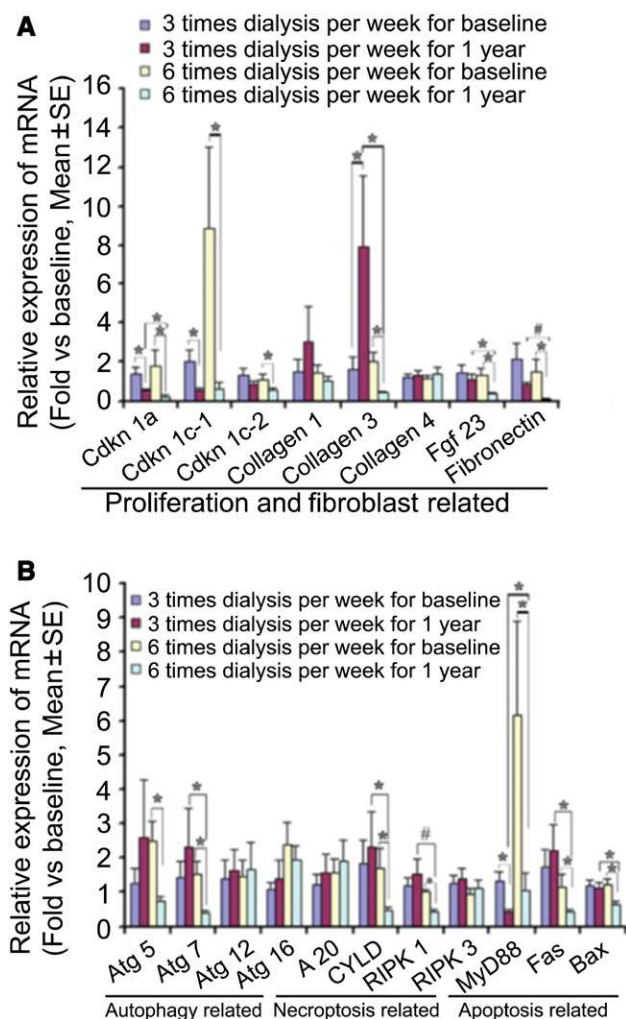 A
3 times dialysis per week for baseline
3 times dialysis per week for 1 year
6 times dialysis per week for baseline
6 times dialysis per week for 1 year
Relative expression of mRNA
(Fold vs baseline, Mean±SE)
16
14
12
10
8
6
4
2
0
*
*
*
*
*
*
*
*
*
*
*
#
*
Cdkn 1a
Cdkn 1c-1
Cdkn 1c-2
Collagen 1
Collagen 3
Collagen 4
Fgf 23
Fibronectin
Proliferation and fibroblast related
B
3 times dialysis per week for baseline
3 times dialysis per week for 1 year
6 times dialysis per week for baseline
6 times dialysis per week for 1 year
Relative expression of mRNA
(Fold vs baseline, Mean±SE)
10
9
8
7
6
5
4
3
2
1
0
*
*
*
*
*
#
*
*
*
*
*
*
*
*
Atg 5
Atg 7
Atg 12
Atg 16
A 20
CYLD
RIPK 1
RIPK 3
MyD88
Fas
Bax
Autophagy related
Necroptosis related
Apoptosis related